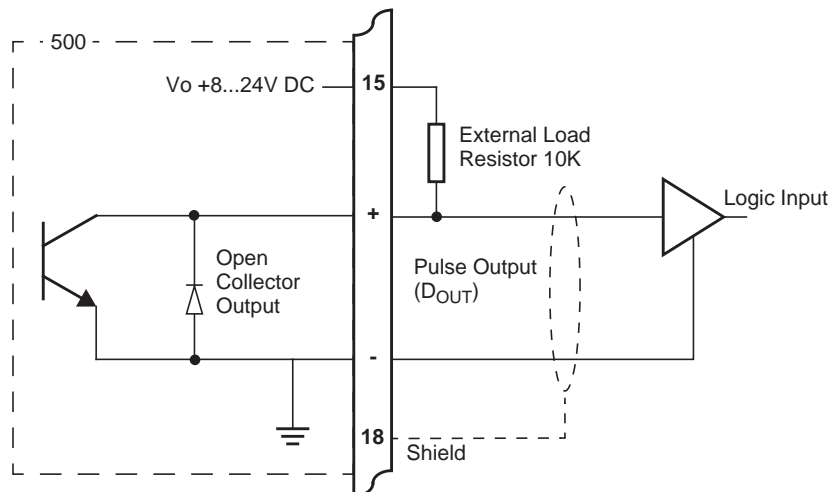 500
Vo +8...24V DC
15
External Load
Resistor 10K
Logic Input
+
Open
Collector
Output
Pulse Output
(DOUT)
-
18
Shield